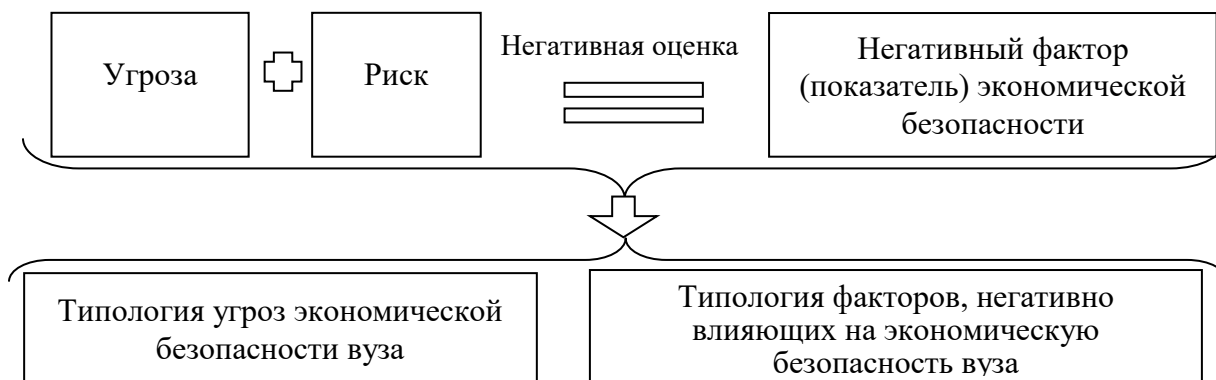 Угроза
Риск
Негативная оценка
Негативный фактор
(показатель) экономической
безопасности
Типология угроз экономической
безопасности вуза
Типология факторов, негативно
влияющих на экономическую
безопасность вуза